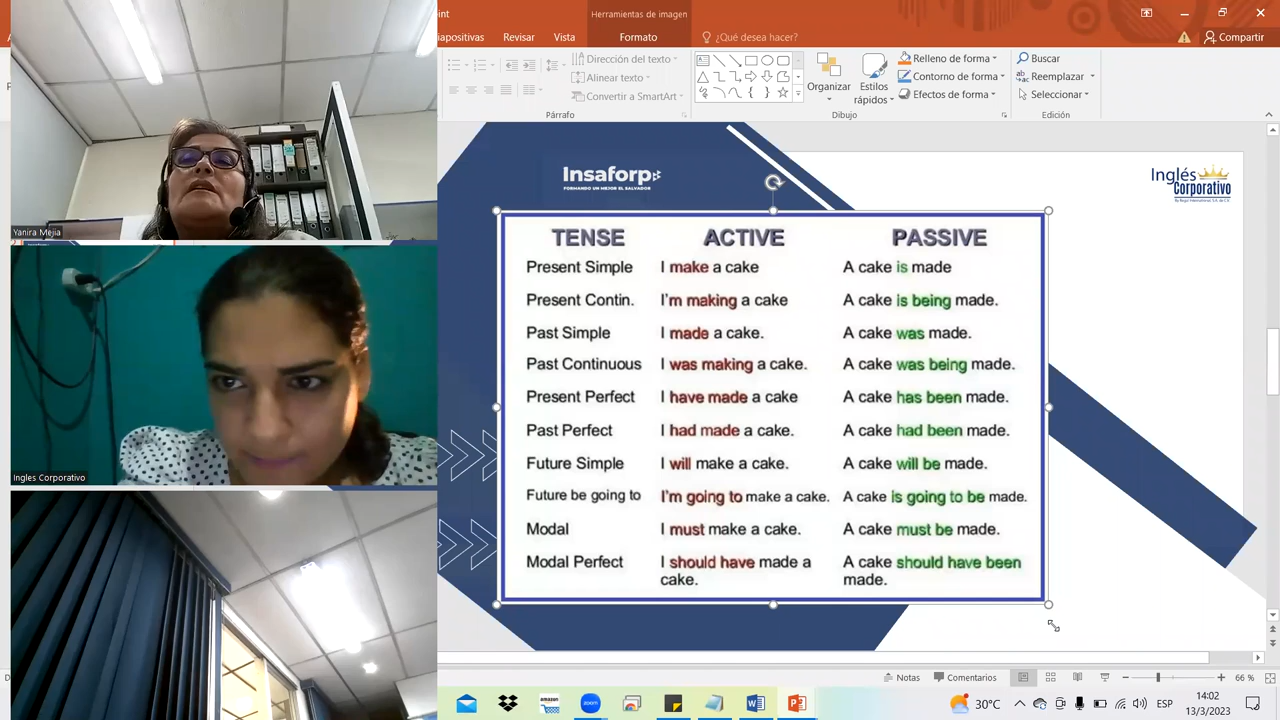 Herramientas de imagen
Revisar Vista Formato ¿Qué desea hacer? Compartir
Dirección del texto
Alinear texto
Convertir a SmartArt
Párrafo
Organizar
Estilos rápidos
Relleno de forma
Contorno de forma
Efectos de forma
Dibujo
Buscar
Reemplazar
Seleccionar
Edición
Insaforp
FORMANDO UN MEJOR EL SALVADOR
Inglés
Corporativo
TENSE ACTIVE PASSIVE
Present Simple I make a cake A cake is made
Present Contin. I'm making a cake A cake is being made.
Past Simple I made a cake. A cake was made.
Past Continuous I was making a cake. A cake was being made.
Present Perfect I have made a cake A cake has been made.
Past Perfect I had made a cake. A cake had been made.
Future Simple I will make a cake. A cake will be made.
Future be going to I'm going to make a cake. A cake is going to be made.
Modal I must make a cake. A cake must be made.
Modal Perfect I should have made a cake. A cake should have been made.
Yanira Mejia
Ingles Corporativo
Notas Comentarios 66 %
amazon
zoom
30°C ESP 14:02
13/3/2023